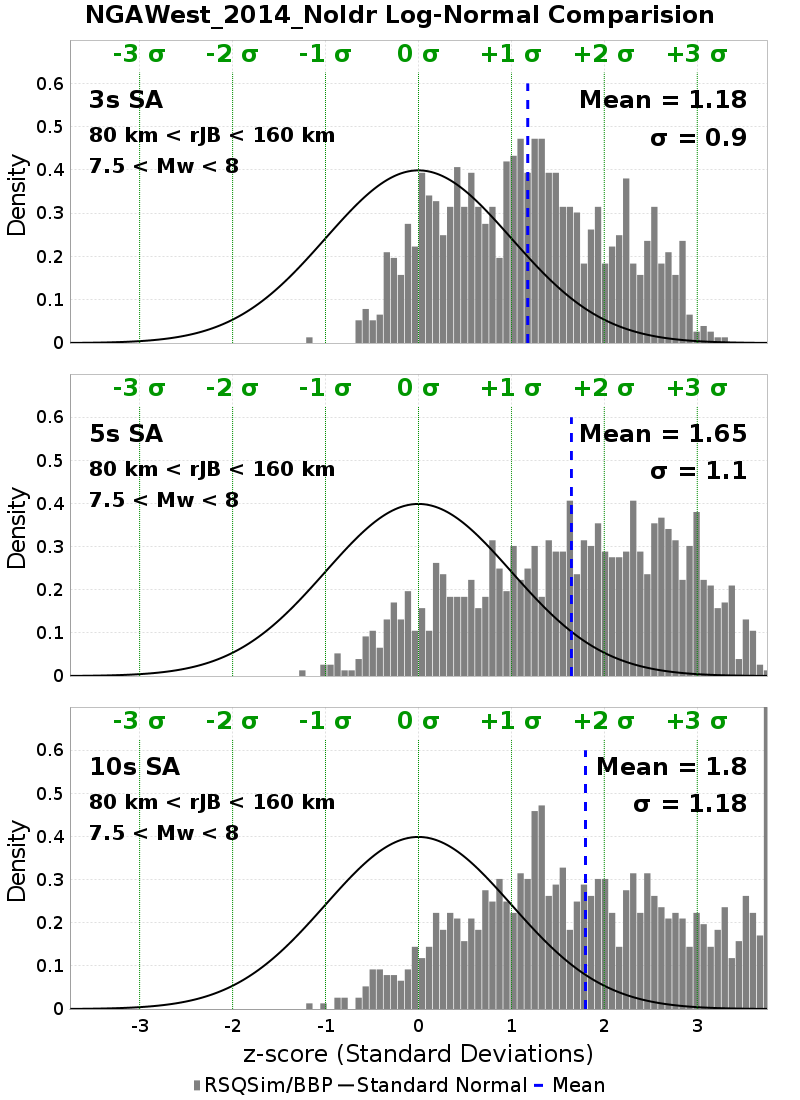 NGAWest_2014_NoIdr Log-Normal Comparision
-3 σ -2 σ -1 σ 0 σ +1 σ +2 σ +3 σ
3s SA
80 km < rJB < 160 km
7.5 < Mw < 8
Mean = 1.18
σ = 0.9
Density
0.6
0.5
0.4
0.3
0.2
0.1
0
-3 σ -2 σ -1 σ 0 σ +1 σ +2 σ +3 σ
5s SA
80 km < rJB < 160 km
7.5 < Mw < 8
Mean = 1.65
σ = 1.1
Density
0.6
0.5
0.4
0.3
0.2
0.1
0
-3 σ -2 σ -1 σ 0 σ +1 σ +2 σ +3 σ
10s SA
80 km < rJB < 160 km
7.5 < Mw < 8
Mean = 1.8
σ = 1.18
Density
0.6
0.5
0.4
0.3
0.2
0.1
0
-3 -2 -1 0 1 2 3
z-score (Standard Deviations)
RSQSim/BBP Standard Normal Mean